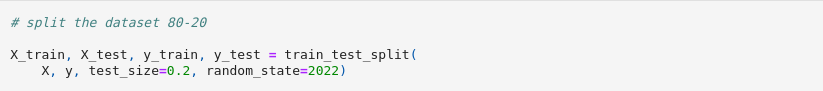 # split the dataset 80-20
X_train, X_test, y_train, y_test = train_test_split(
    X, y, test_size=0.2, random_state=2022)